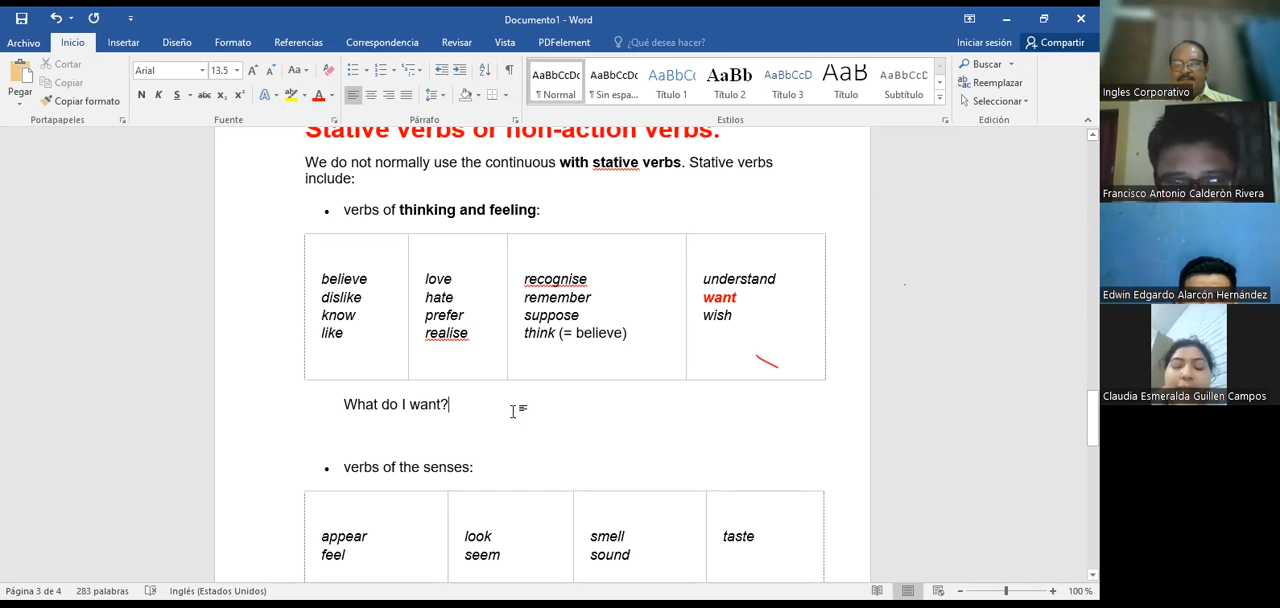 Documento1 - Word
Archivo Inicio Insertar Diseño Formato Referencias Correspondencia Revisar Vista PDFelement ¿Qué desea hacer? Iniciar sesión Compartir
Pegar
Cortar
Copiar
Copiar formato
Portapapeles
Arial 13.5
Fuente
Párrafo
AaBbCcDc AaBbCcDc AaBbCc AaBb AaBbCcD AaB AaBbCcD
¶ Normal ¶ Sin espa... Título 1 Título 2 Título 3 Título Subtítulo
Estilos
Buscar
Reemplazar
Seleccionar
Edición
Stative verbs or non-action verbs:
We do not normally use the continuous with stative verbs. Stative verbs
include:
• verbs of thinking and feeling:
believe
dislike
know
like
love
hate
prefer
realise
recognise
remember
suppose
think (= believe)
understand
want
wish
What do I want?
• verbs of the senses:
appear
feel
look
seem
smell
sound
taste
Página 3 de 4 283 palabras Inglés (Estados Unidos) 100 %
Ingles Corporativo
Francisco Antonio Calderòn Rivera
Edwin Edgardo Alarcón Hernández
Claudia Esmeralda Guillen Campos